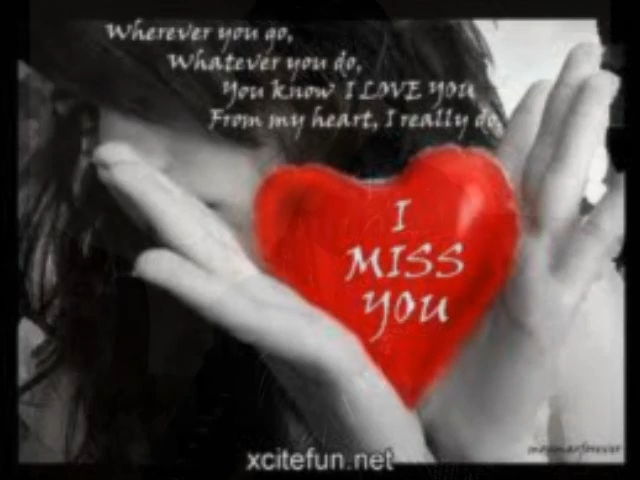 Wherever you go,
Whatever you do,
You know I LOVE YOU
From my heart, I really do,
I
MISS
YOU
xcitefun.net